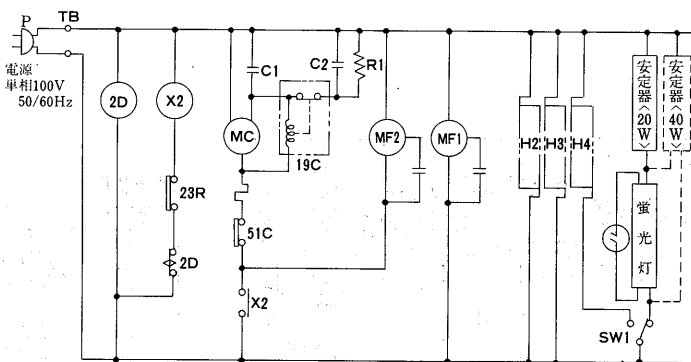 P
TB
電源
単相100V
50/60Hz
2D
X2
23R
2D
MC
C1
C2
R1
19C
51C
X2
MF2
MF1
H2
H3
H4
安定器〈20W〉
安定器〈40W〉
蛍光灯
SW1